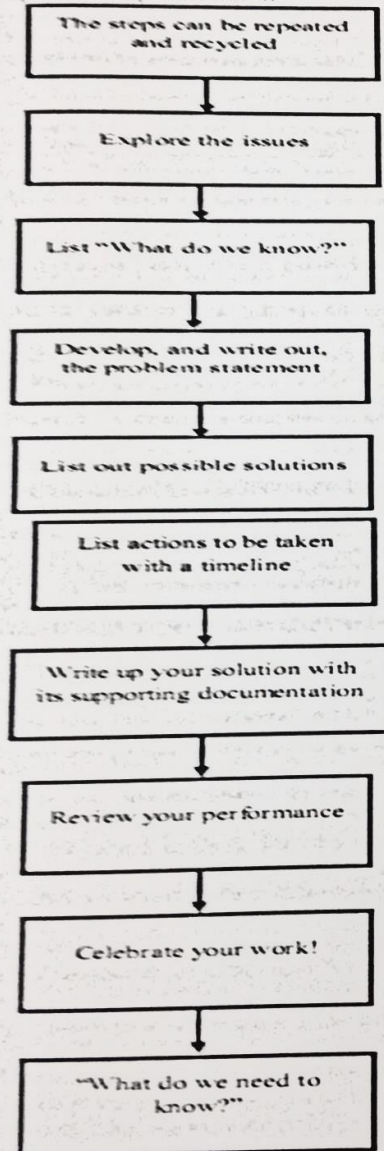 The steps can be repeated
and recycled
Explore the issues
List “What do we know?”
Develop, and write out,
the problem statement
List out possible solutions
List actions to be taken
with a timeline
Write up your solution with
its supporting documentation
Review your performance
Celebrate your work!
“What do we need to
know?”